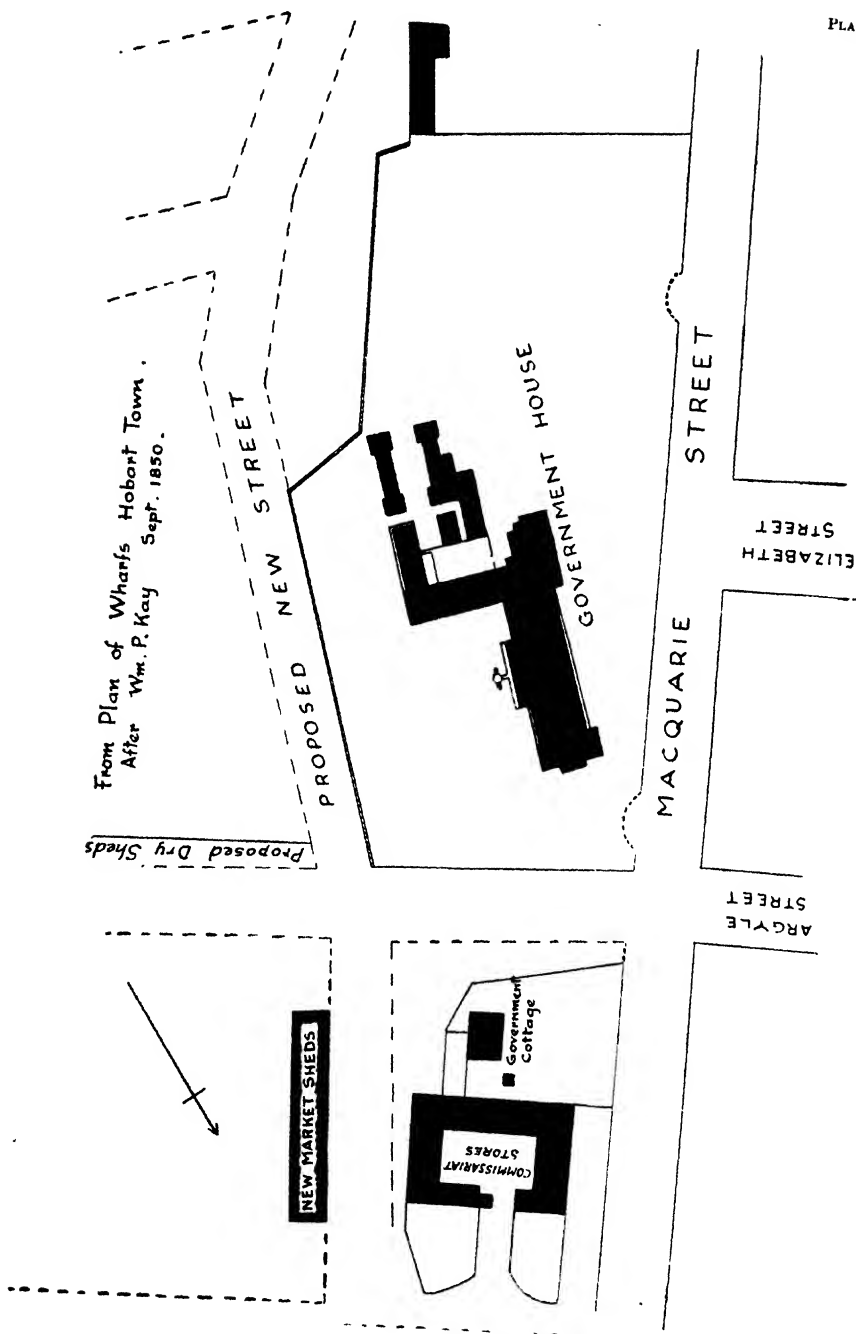 PLA
From Plan of Wharfs Hobart Town.
After Wm. P. Kay Sept. 1850.
PROPOSED NEW STREET
GOVERNMENT HOUSE
MACQUARIE STREET
ELIZABETH
STREET
ARGYLE
STREET
Proposed Dry Sheds
NEW MARKET SHEDS
Government
Cottage
COMMISSARIAT
STORES